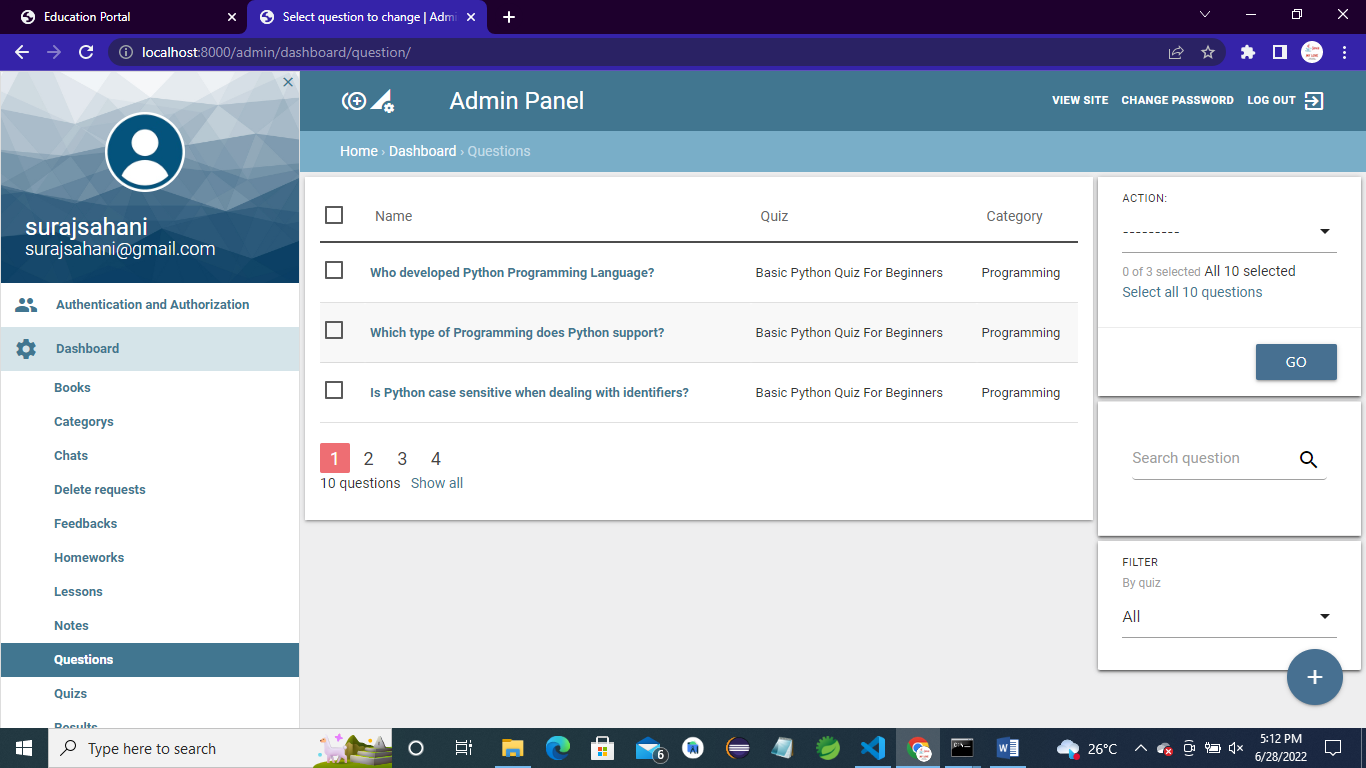 Education Portal
Select question to change | Adm
localhost:8000/admin/dashboard/question/
Admin Panel
VIEW SITE CHANGE PASSWORD LOG OUT
Home › Dashboard › Questions
surajsahani
surajsahani@gmail.com
Authentication and Authorization
Dashboard
Books
Categorys
Chats
Delete requests
Feedbacks
Homeworks
Lessons
Notes
Questions
Quizs
Results
Name Quiz Category
Who developed Python Programming Language? Basic Python Quiz For Beginners Programming
Which type of Programming does Python support? Basic Python Quiz For Beginners Programming
Is Python case sensitive when dealing with identifiers? Basic Python Quiz For Beginners Programming
1 2 3 4
10 questions Show all
ACTION:
---------
0 of 3 selected All 10 selected
Select all 10 questions
GO
Search question
FILTER
By quiz
All
+
Type here to search
6
26°C
5:12 PM
6/28/2022